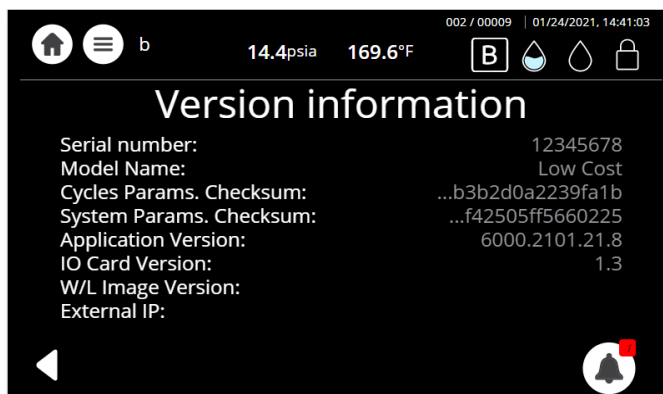 002 / 00009 | 01/24/2021, 14:41:03
b 14.4psia 169.6°F B
Version information
Serial number: 12345678
Model Name: Low Cost
Cycles Params. Checksum: ...b3b2d0a2239fa1b
System Params. Checksum: ...f42505ff5660225
Application Version: 6000.2101.21.8
IO Card Version: 1.3
W/L Image Version:
External IP: